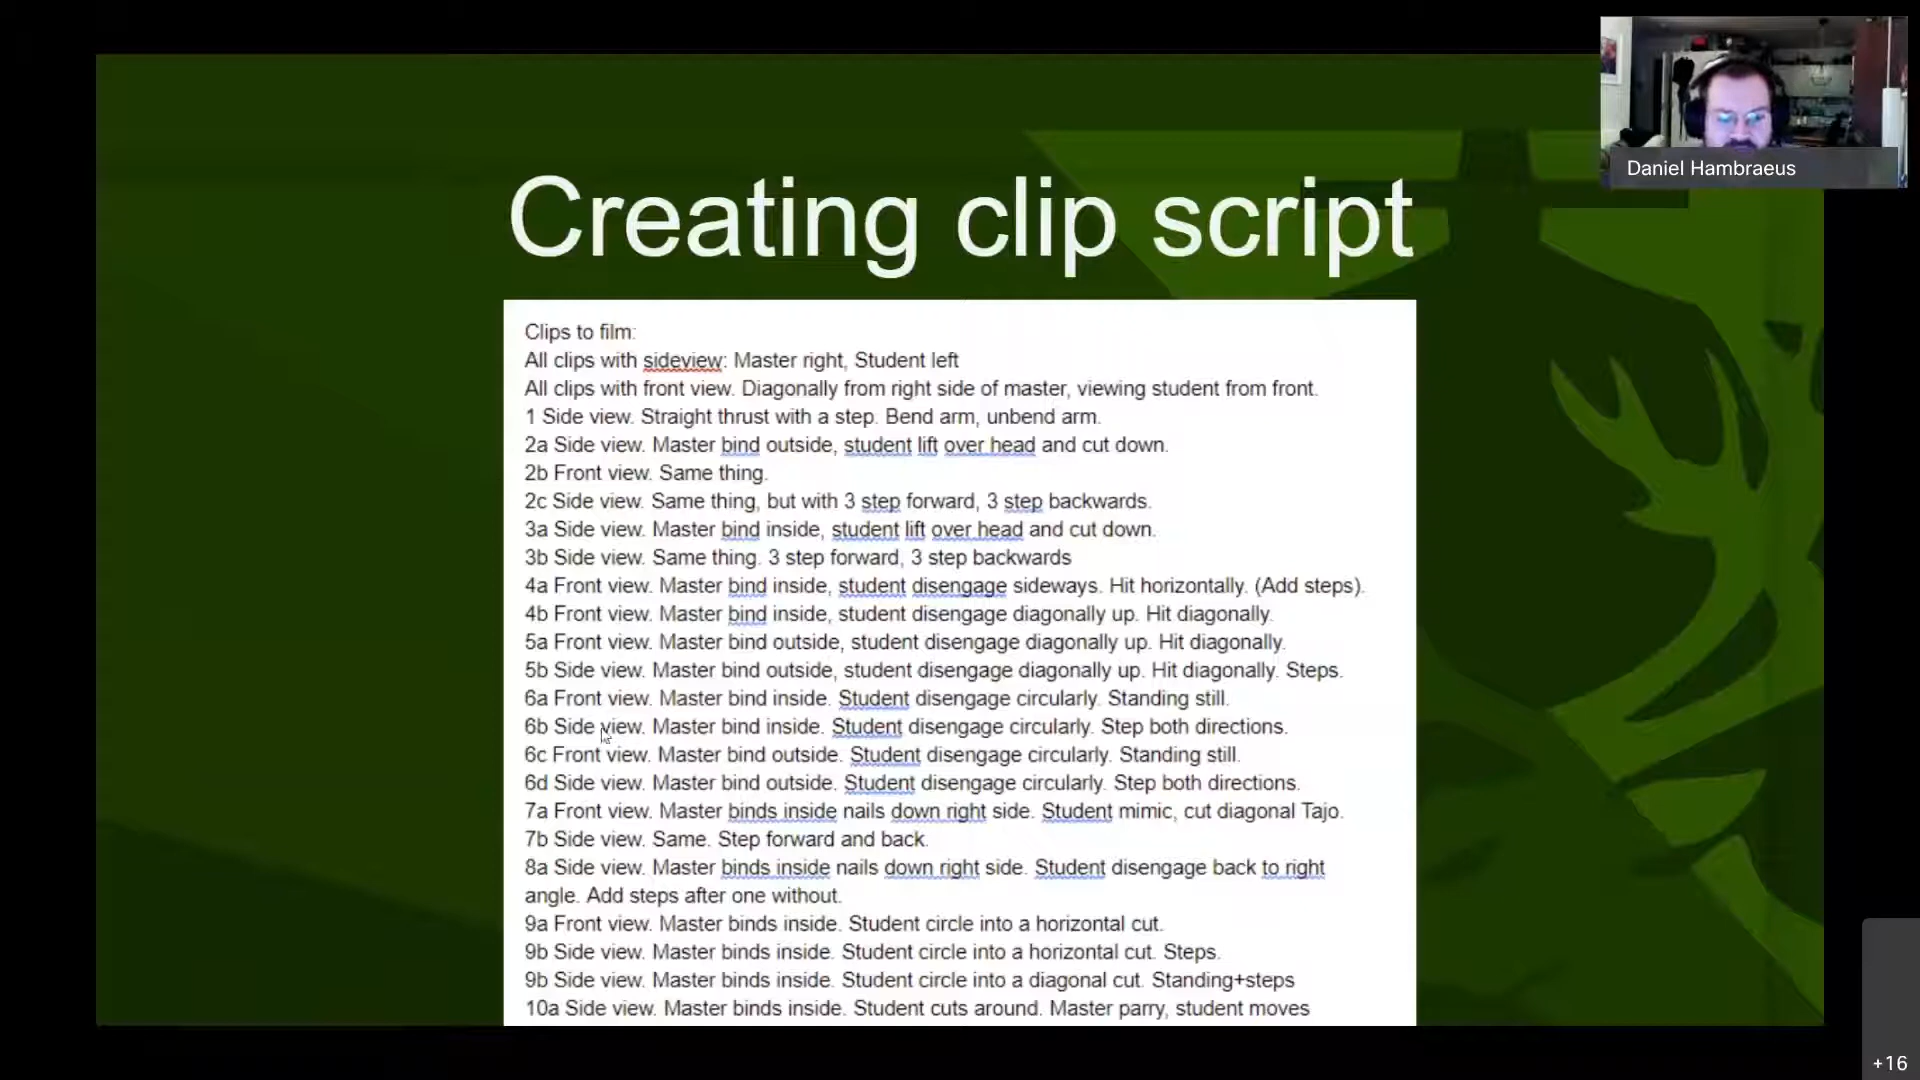 Daniel Hambraeus
Creating clip script
Clips to film:
All clips with sideview: Master right, Student left
All clips with front view. Diagonally from right side of master, viewing student from front.
1 Side view. Straight thrust with a step. Bend arm, unbend arm.
2a Side view. Master bind outside, student lift over head and cut down.
2b Front view. Same thing.
2c Side view. Same thing, but with 3 step forward, 3 step backwards.
3a Side view. Master bind inside, student lift over head and cut down.
3b Side view. Same thing. 3 step forward, 3 step backwards
4a Front view. Master bind inside, student disengage sideways. Hit horizontally. (Add steps).
4b Front view. Master bind inside, student disengage diagonally up. Hit diagonally.
5a Front view. Master bind outside, student disengage diagonally up. Hit diagonally.
5b Side view. Master bind outside, student disengage diagonally up. Hit diagonally. Steps.
6a Front view. Master bind inside. Student disengage circularly. Standing still.
6b Side view. Master bind inside. Student disengage circularly. Step both directions.
6c Front view. Master bind outside. Student disengage circularly. Standing still.
6d Side view. Master bind outside. Student disengage circularly. Step both directions.
7a Front view. Master binds inside nails down right side. Student mimic, cut diagonal Tajo.
7b Side view. Same. Step forward and back.
8a Side view. Master binds inside nails down right side. Student disengage back to right
angle. Add steps after one without.
9a Front view. Master binds inside. Student circle into a horizontal cut.
9b Side view. Master binds inside. Student circle into a horizontal cut. Steps.
9b Side view. Master binds inside. Student circle into a diagonal cut. Standing+steps
10a Side view. Master binds inside. Student cuts around. Master parry, student moves
+16